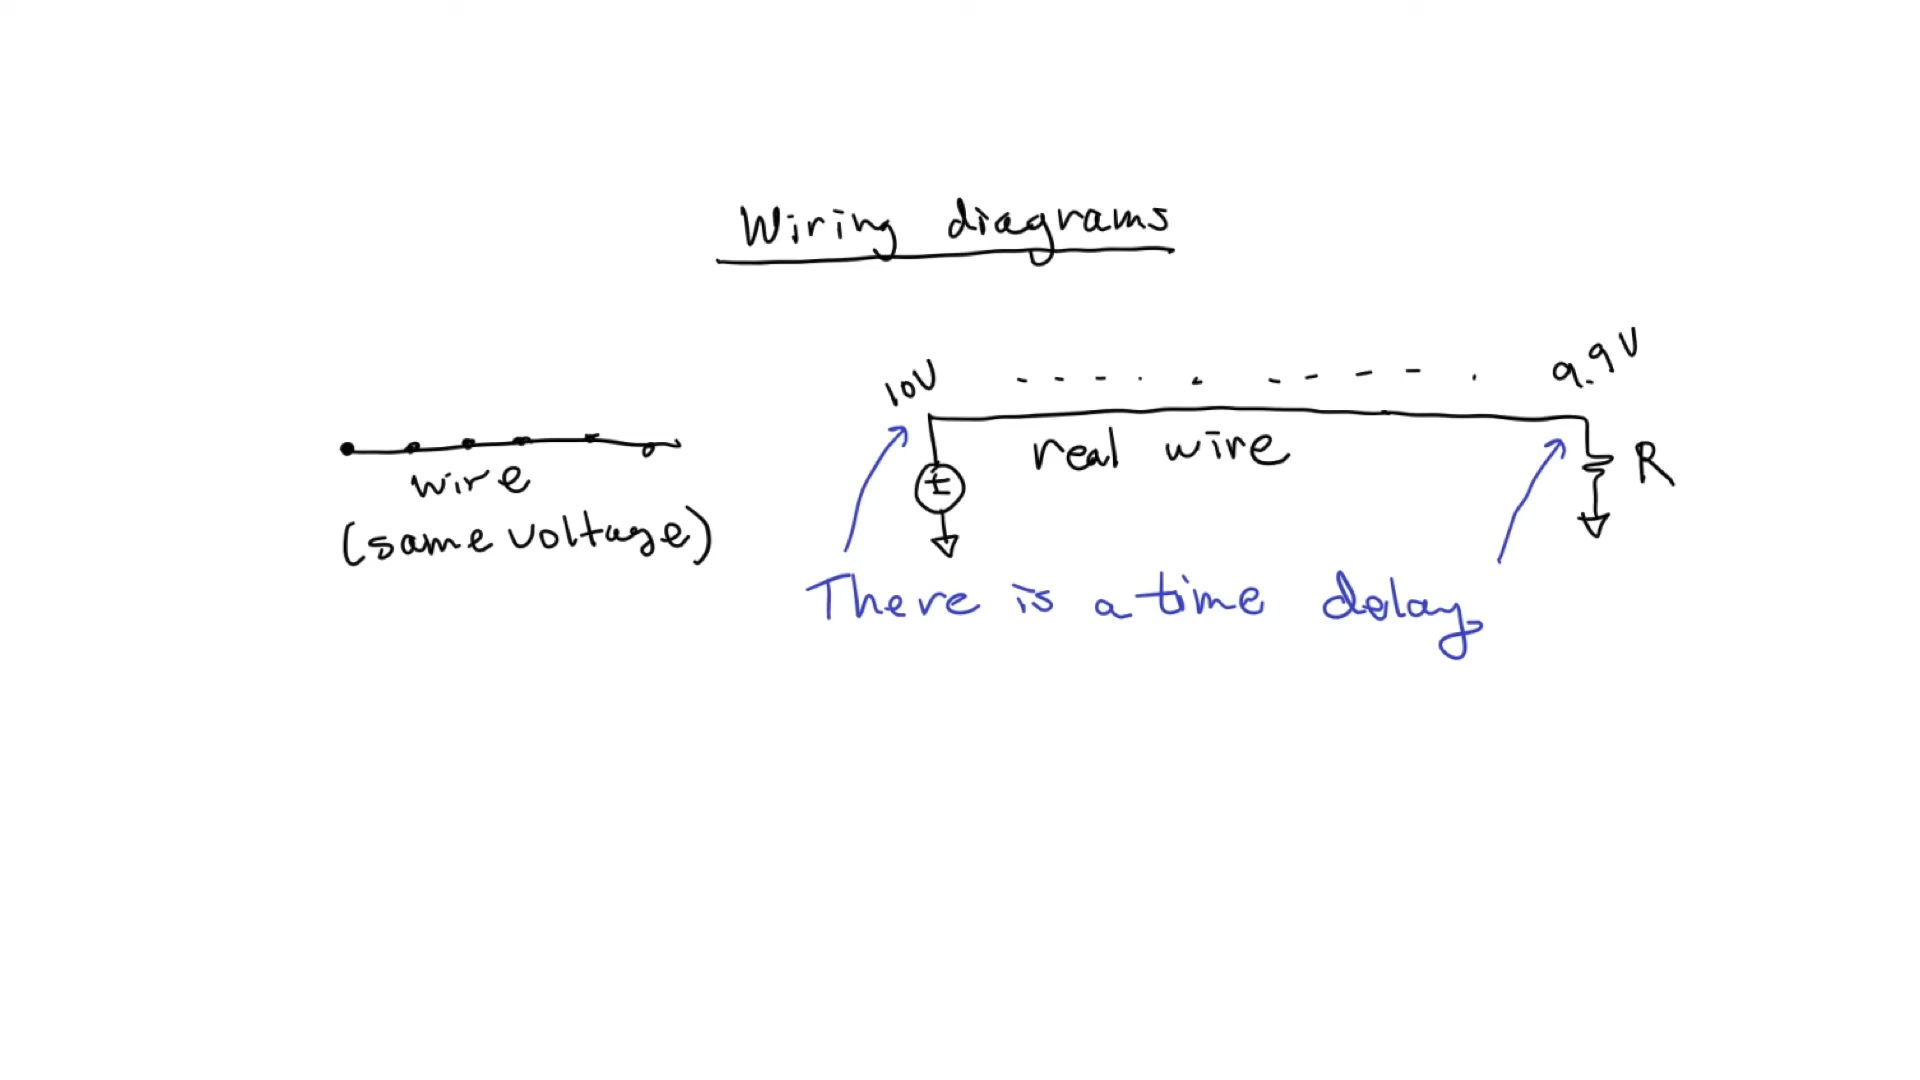 Wiring diagrams
10V - - - . . - - - - . 9.9V
real wire
R
wire
(same voltage)
There is a time delay